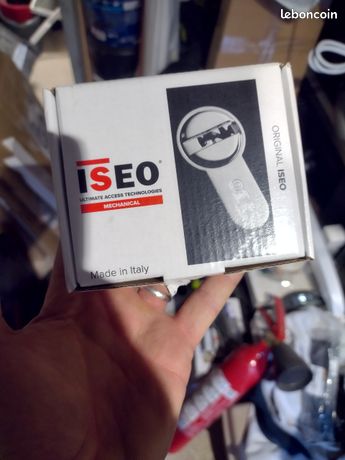 leboncoin
ISEO®
ULTIMATE ACCESS TECHNOLOGIES
MECHANICAL
ORIGINAL ISEO
Made in Italy